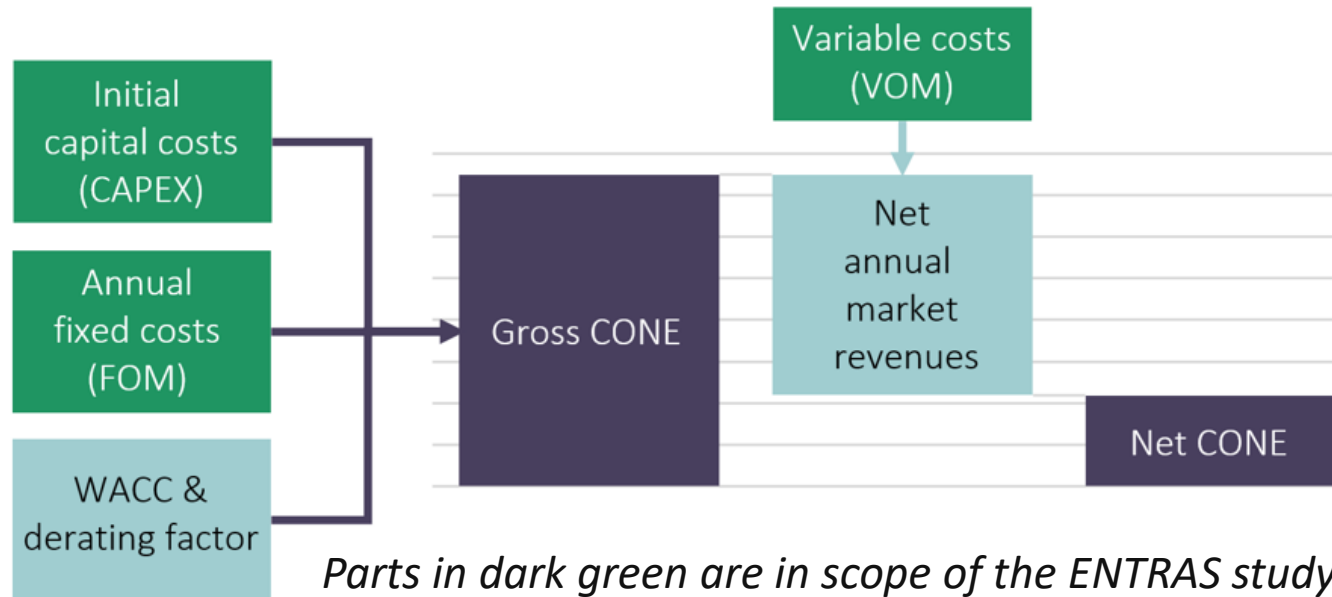 Initial
capital costs
(CAPEX)
Annual
fixed costs
(FOM)
WACC &
derating factor
Gross CONE
Variable costs
(VOM)
Net
annual
market
revenues
Net CONE
Parts in dark green are in scope of the ENTRAS study